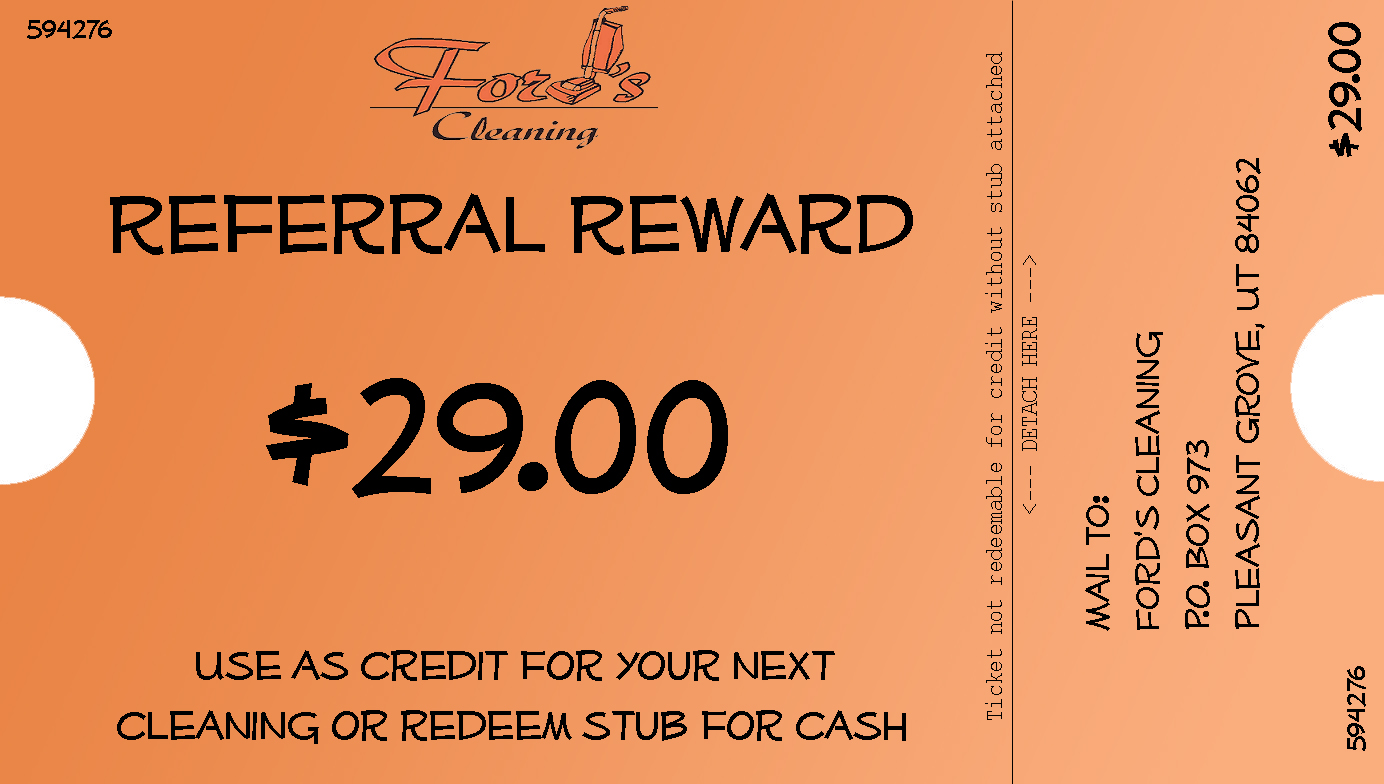 594276
Ford's
Cleaning
REFERRAL REWARD
$29.00
USE AS CREDIT FOR YOUR NEXT
CLEANING OR REDEEM STUB FOR CASH
Ticket not redeemable for credit without stub attached
<--- DETACH HERE --->
MAIL TO:
FORD'S CLEANING
P.O. BOX 973
PLEASANT GROVE, UT 84062
$29.00
594276